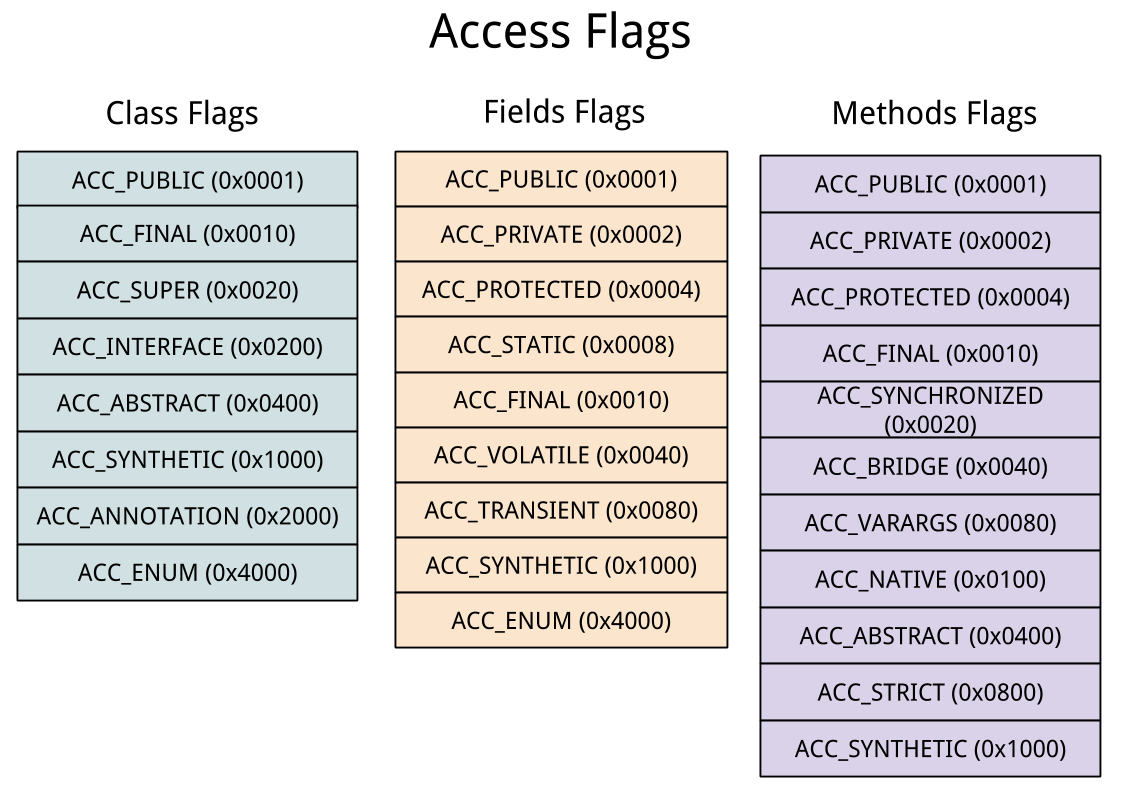 Access Flags
Class Flags
ACC_PUBLIC (0x0001)
ACC_FINAL (0x0010)
ACC_SUPER (0x0020)
ACC_INTERFACE (0x0200)
ACC_ABSTRACT (0x0400)
ACC_SYNTHETIC (0x1000)
ACC_ANNOTATION (0x2000)
ACC_ENUM (0x4000)
Fields Flags
ACC_PUBLIC (0x0001)
ACC_PRIVATE (0x0002)
ACC_PROTECTED (0x0004)
ACC_STATIC (0x0008)
ACC_FINAL (0x0010)
ACC_VOLATILE (0x0040)
ACC_TRANSIENT (0x0080)
ACC_SYNTHETIC (0x1000)
ACC_ENUM (0x4000)
Methods Flags
ACC_PUBLIC (0x0001)
ACC_PRIVATE (0x0002)
ACC_PROTECTED (0x0004)
ACC_FINAL (0x0010)
ACC_SYNCHRONIZED
(0x0020)
ACC_BRIDGE (0x0040)
ACC_VARARGS (0x0080)
ACC_NATIVE (0x0100)
ACC_ABSTRACT (0x0400)
ACC_STRICT (0x0800)
ACC_SYNTHETIC (0x1000)